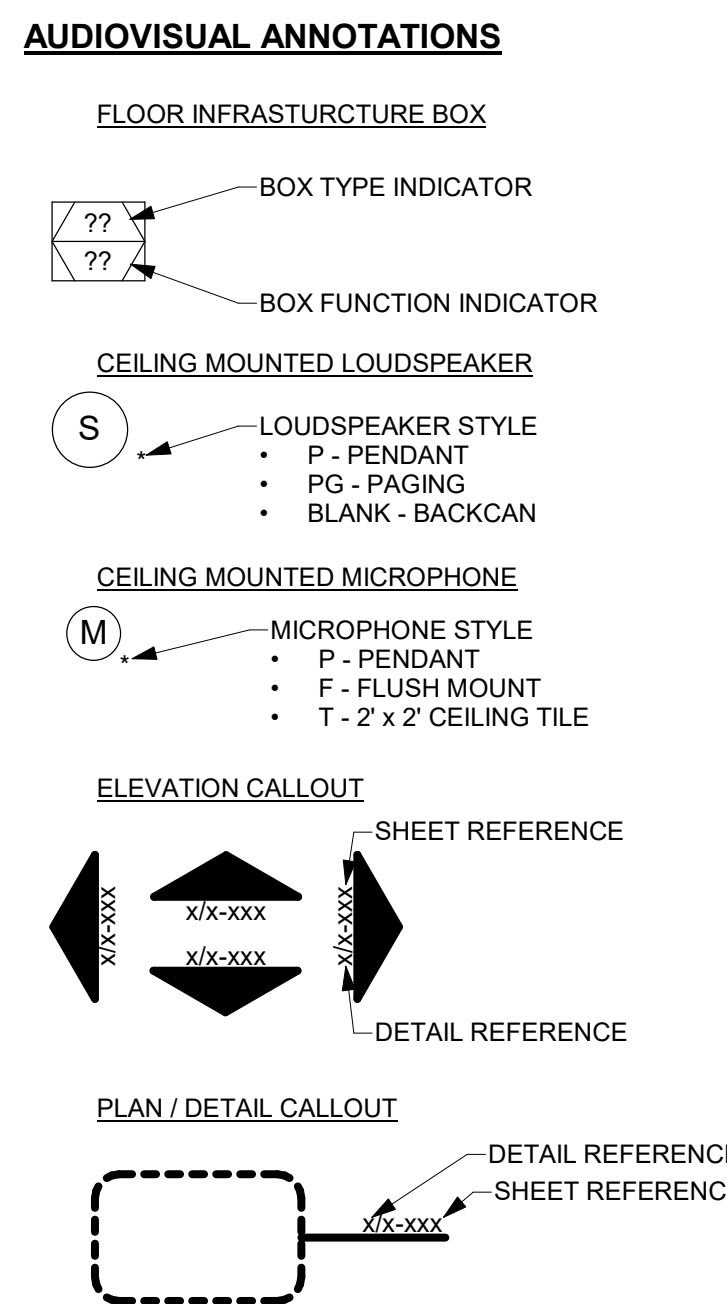 AUDIOVISUAL ANNOTATIONS
FLOOR INFRASTURCTURE BOX
BOX TYPE INDICATOR
??
??
BOX FUNCTION INDICATOR
CEILING MOUNTED LOUDSPEAKER
S
*
LOUDSPEAKER STYLE
• P - PENDANT
• PG - PAGING
• BLANK - BACKCAN
CEILING MOUNTED MICROPHONE
M
*
MICROPHONE STYLE
• P - PENDANT
• F - FLUSH MOUNT
• T - 2' x 2' CEILING TILE
ELEVATION CALLOUT
SHEET REFERENCE
x/x-xxx
x/x-xxx
x/x-xxx
x/x-xxx
DETAIL REFERENCE
PLAN / DETAIL CALLOUT
DETAIL REFERENC
SHEET REFERENC
x/x-xxx